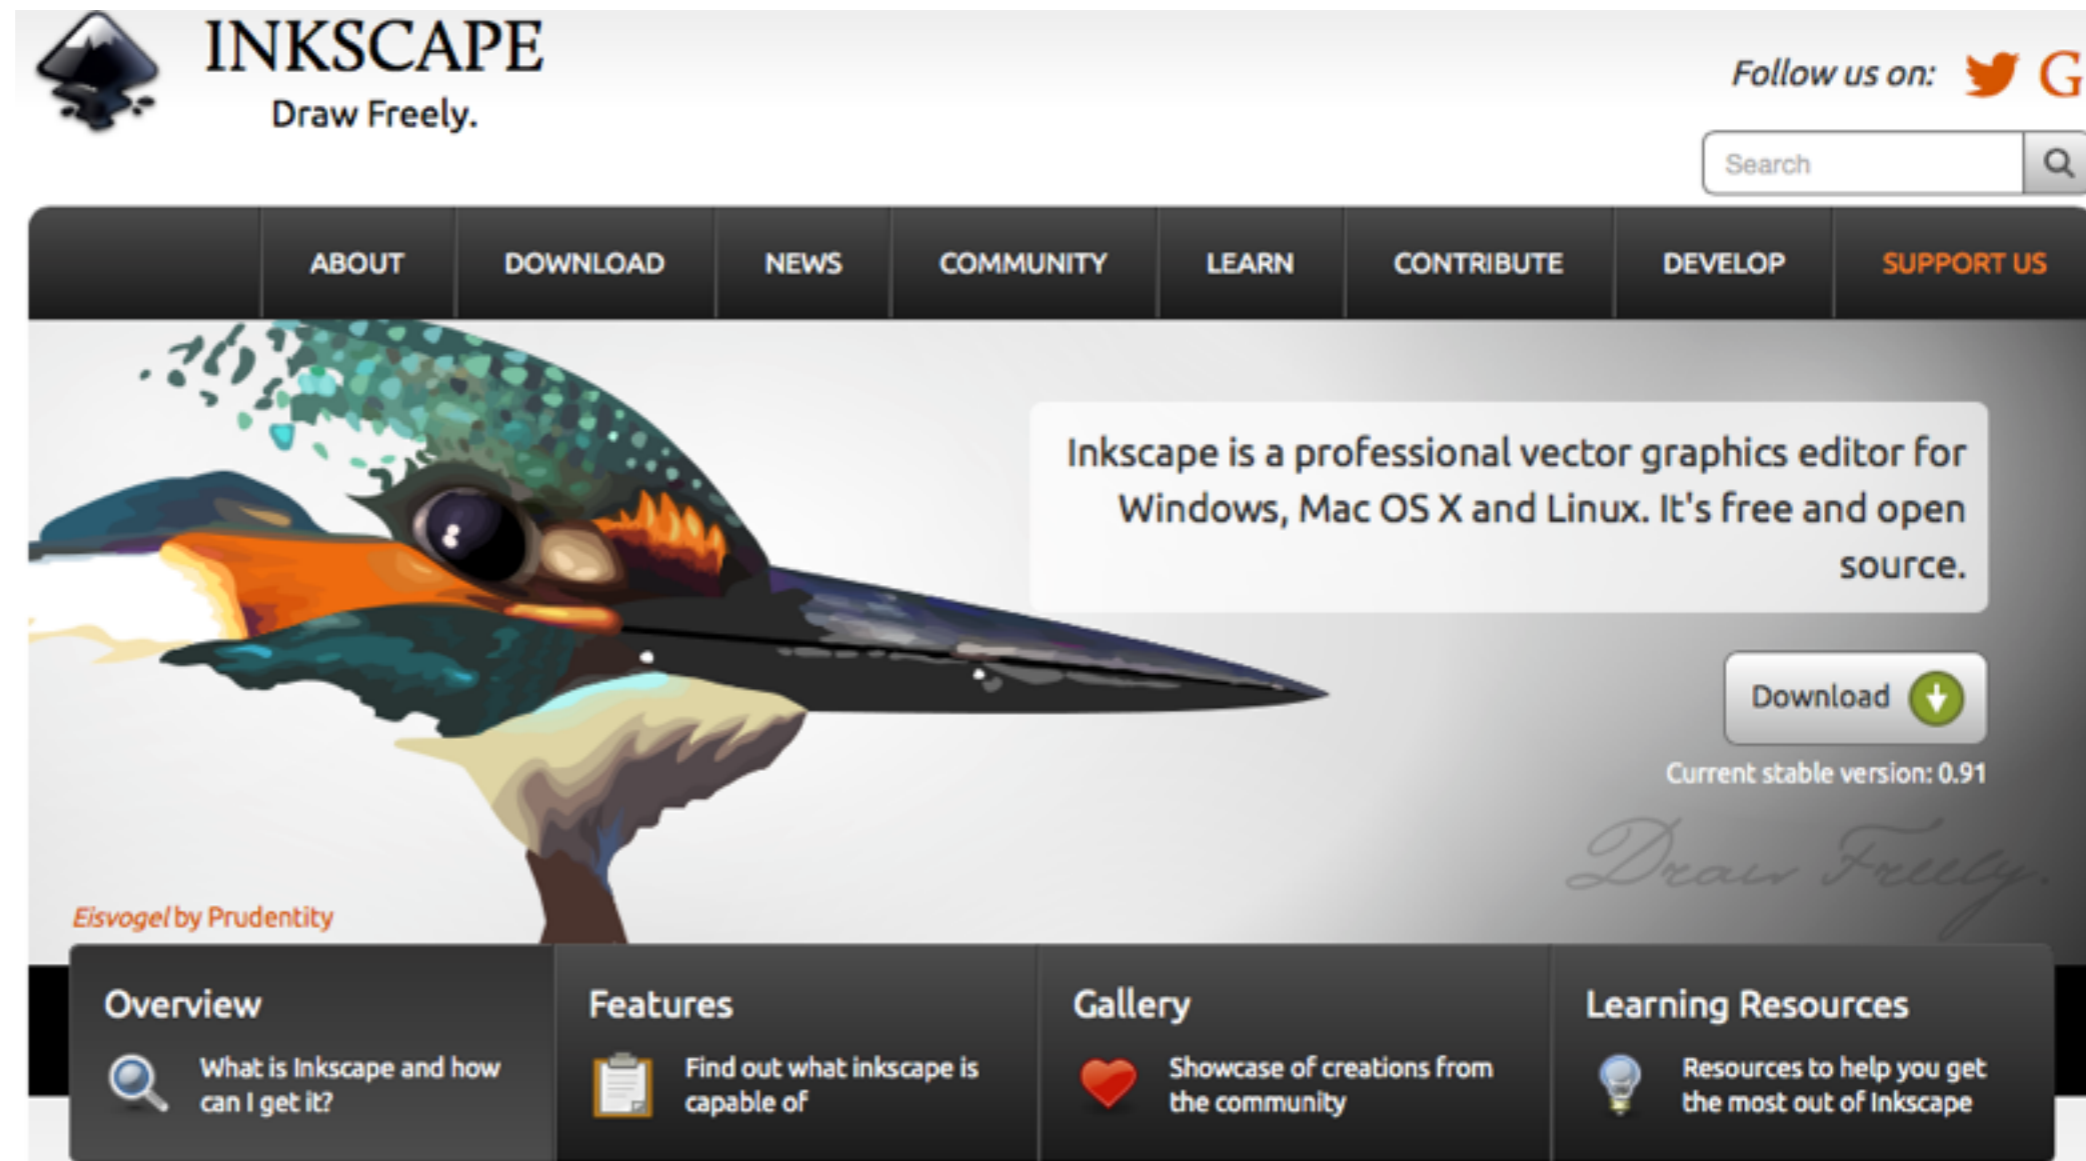 INKSCAPE
Draw Freely.
Follow us on: G
Search
ABOUT DOWNLOAD NEWS COMMUNITY LEARN CONTRIBUTE DEVELOP SUPPORT US
Inkscape is a professional vector graphics editor for
Windows, Mac OS X and Linux. It's free and open
source.
Download
Current stable version: 0.91
Draw Freely.
Eisvogel by Prudentity
Overview
What is Inkscape and how
can I get it?
Features
Find out what inkscape is
capable of
Gallery
Showcase of creations from
the community
Learning Resources
Resources to help you get
the most out of Inkscape